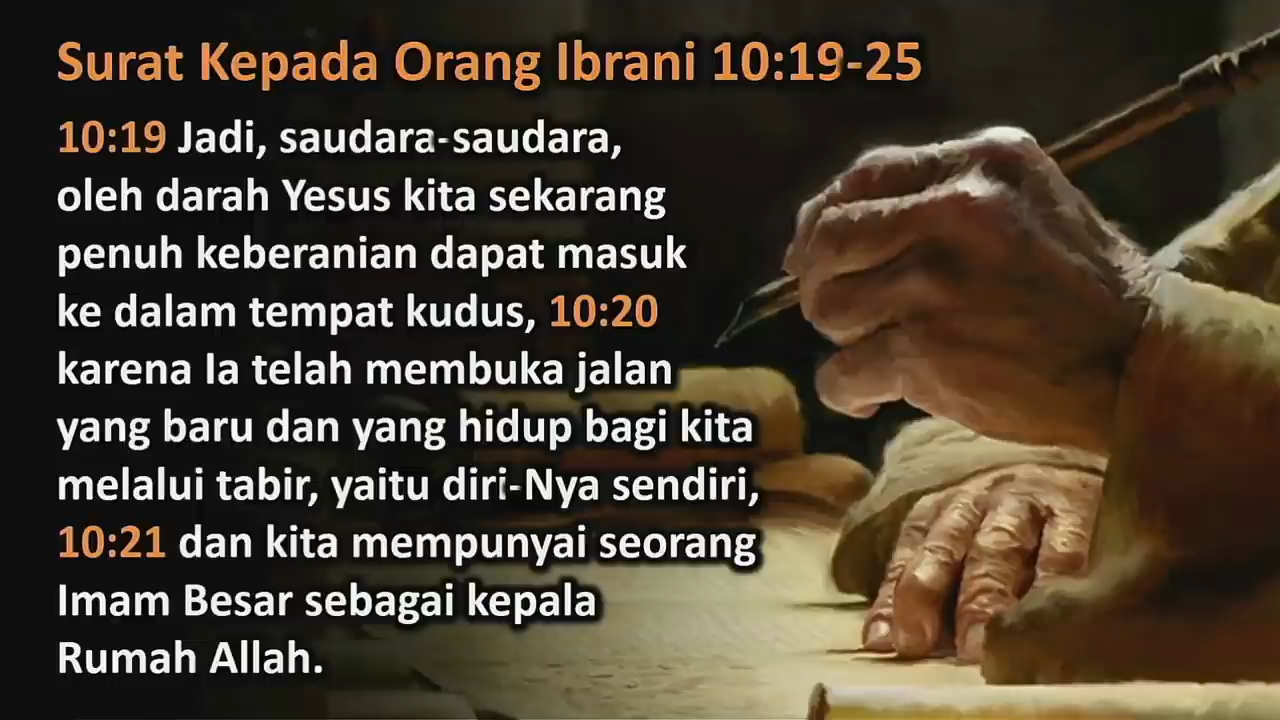 Surat Kepada Orang Ibrani 10:19-25
10:19 Jadi, saudara-saudara,
oleh darah Yesus kita sekarang
penuh keberanian dapat masuk
ke dalam tempat kudus, 10:20
karena Ia telah membuka jalan
yang baru dan yang hidup bagi kita
melalui tabir, yaitu diri-Nya sendiri,
10:21 dan kita mempunyai seorang
Imam Besar sebagai kepala
Rumah Allah.